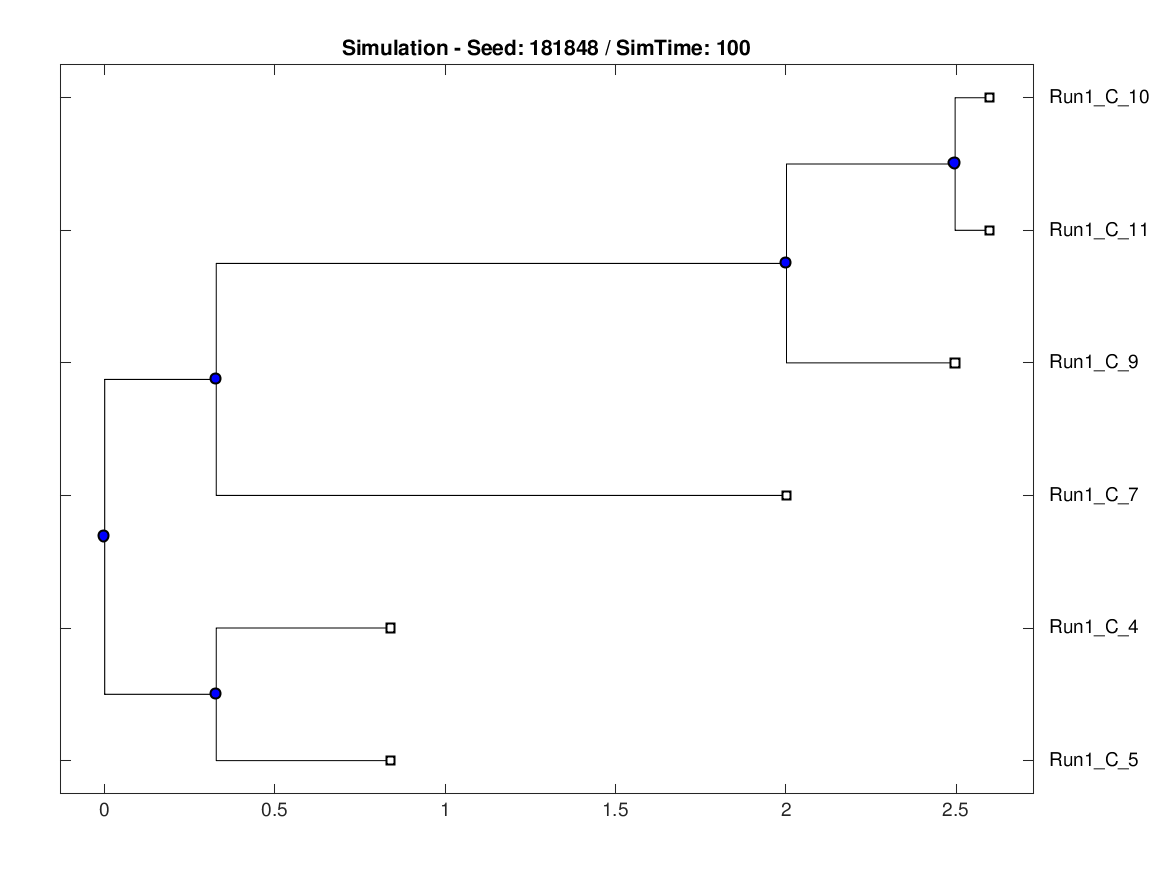 Simulation - Seed: 181848 / SimTime: 100
Run1_C_10
Run1_C_11
Run1_C_9
Run1_C_7
Run1_C_4
Run1_C_5
0 0.5 1 1.5 2 2.5